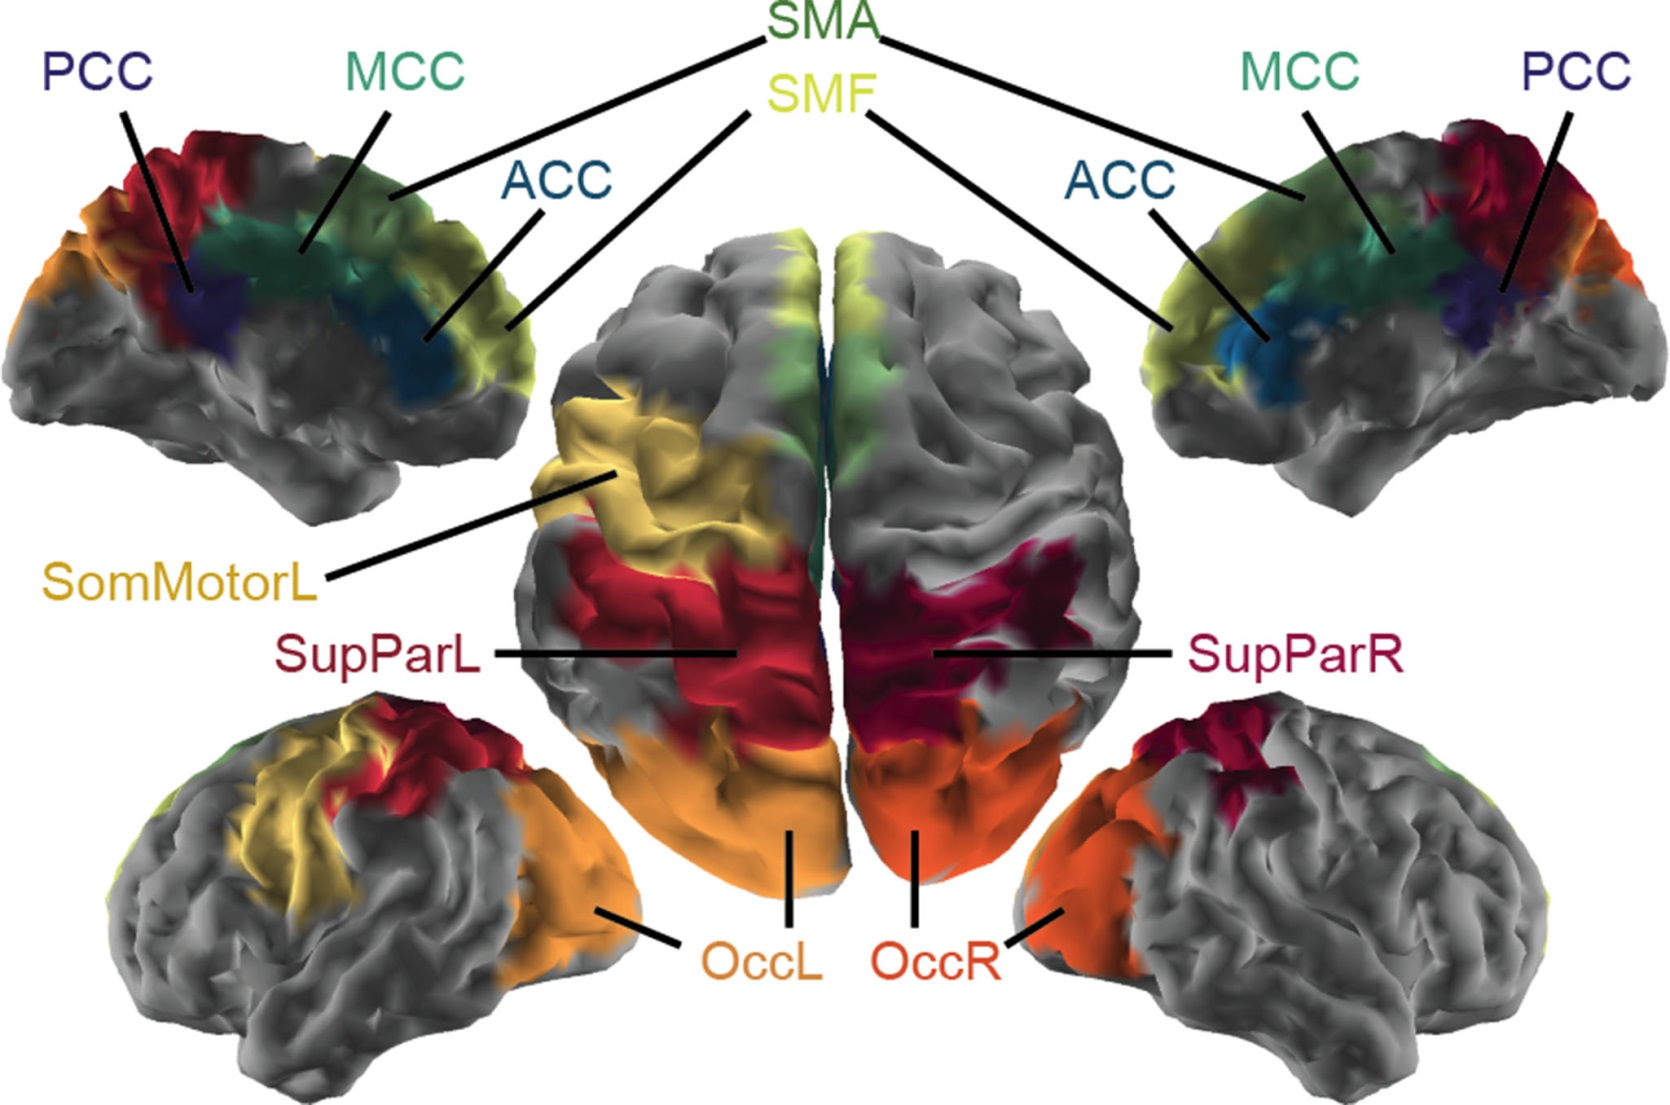 SMA
PCC
MCC
SMF
MCC
PCC
ACC
ACC
SomMotorL
SupParL
SupParR
OccL
OccR